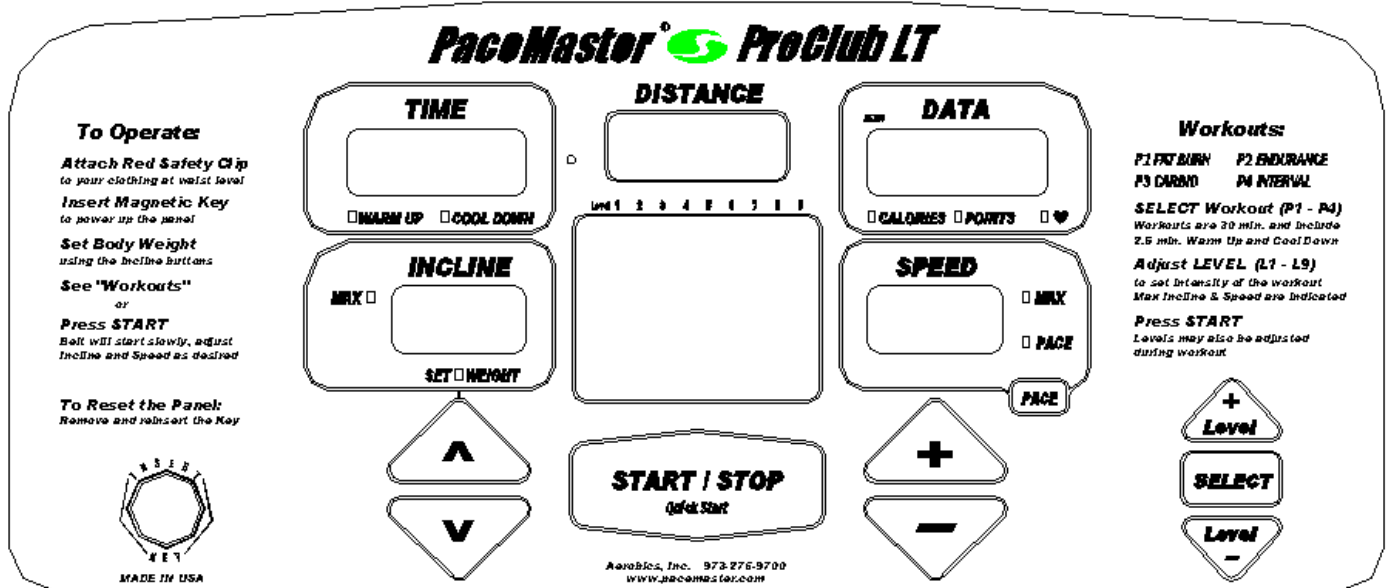 PaceMaster® ProClub LT
To Operate:
Attach Red Safety Clip
to your clothing at waist level
Insert Magnetic Key
to power up the panel
Set Body Weight
using the Incline buttons
See "Workouts"
or
Press START
Belt will start slowly, adjust
Incline and Speed as desired
To Reset the Panel:
Remove and reinsert the Key
INSERT
KEY
MADE IN USA
TIME
WARM UP COOL DOWN
INCLINE
MAX
SET WEIGHT
^
V
DISTANCE
Level 1 2 3 4 5 6 7 8 9
START / STOP
Quick Start
Aerobics, Inc. 973-276-9700
www.pacemaster.com
DATA
CALORIES POINTS ♥
SPEED
MAX
PACE
PACE
+
−
Workouts:
P1 FAT BURN P2 ENDURANCE
P3 CARDIO P4 INTERVAL
SELECT Workout (P1 - P4)
Workouts are 30 min. and include
2.5 min. Warm Up and Cool Down
Adjust LEVEL (L1 - L9)
to set intensity of the workout
Max Incline & Speed are indicated
Press START
Levels may also be adjusted
during workout
+
Level
SELECT
Level
-